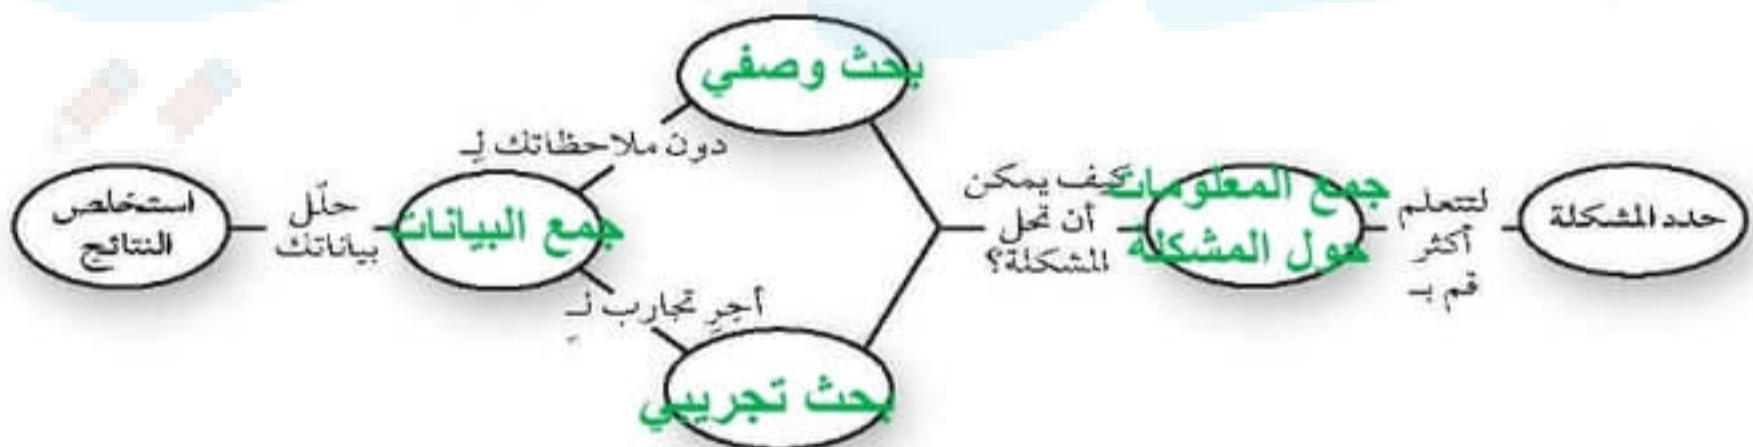 حدد المشكلة
لتتعلم
أكثر
قم بـ
جمع المعلومات
حول المشكلة
كيف يمكن
أن تحل
المشكلة؟
بحث وصفي
دون ملاحظاتك لِـ
بحث تجريبي
أجرِ تجارب لـِ
جمع البيانات
حلّل
بياناتك
استخلص
النتائج